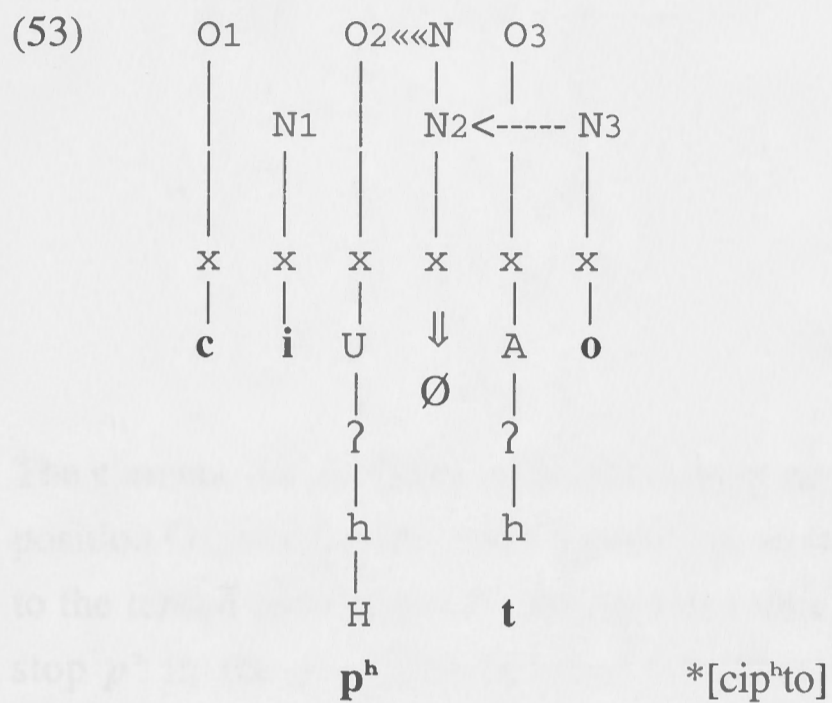 (53) O1 O2««N O3
N1 N2<----- N3
x x x x x x
c i U ⇓ A o
Ø
? ?
h h
H t
pʰ *[cipʰto]